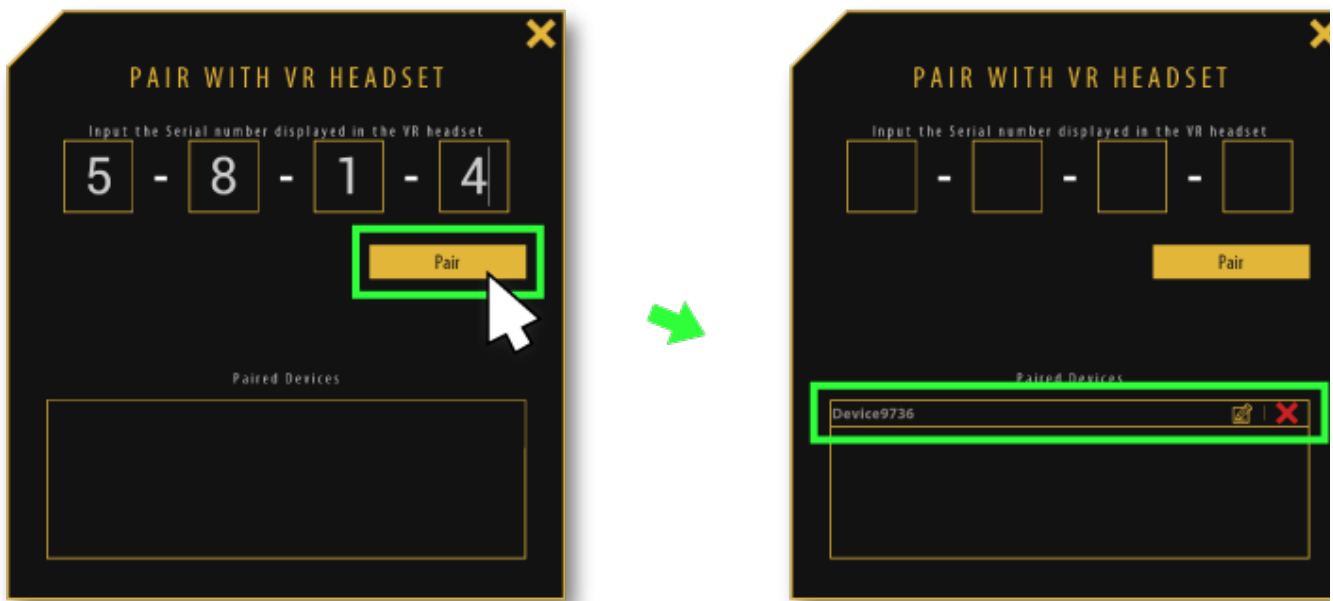 PAIR WITH VR HEADSET
Input the Serial number displayed in the VR headset
5 - 8 - 1 - 4
Pair
Paired Devices
PAIR WITH VR HEADSET
Input the Serial number displayed in the VR headset
- - -
Pair
Paired Devices
Device9736